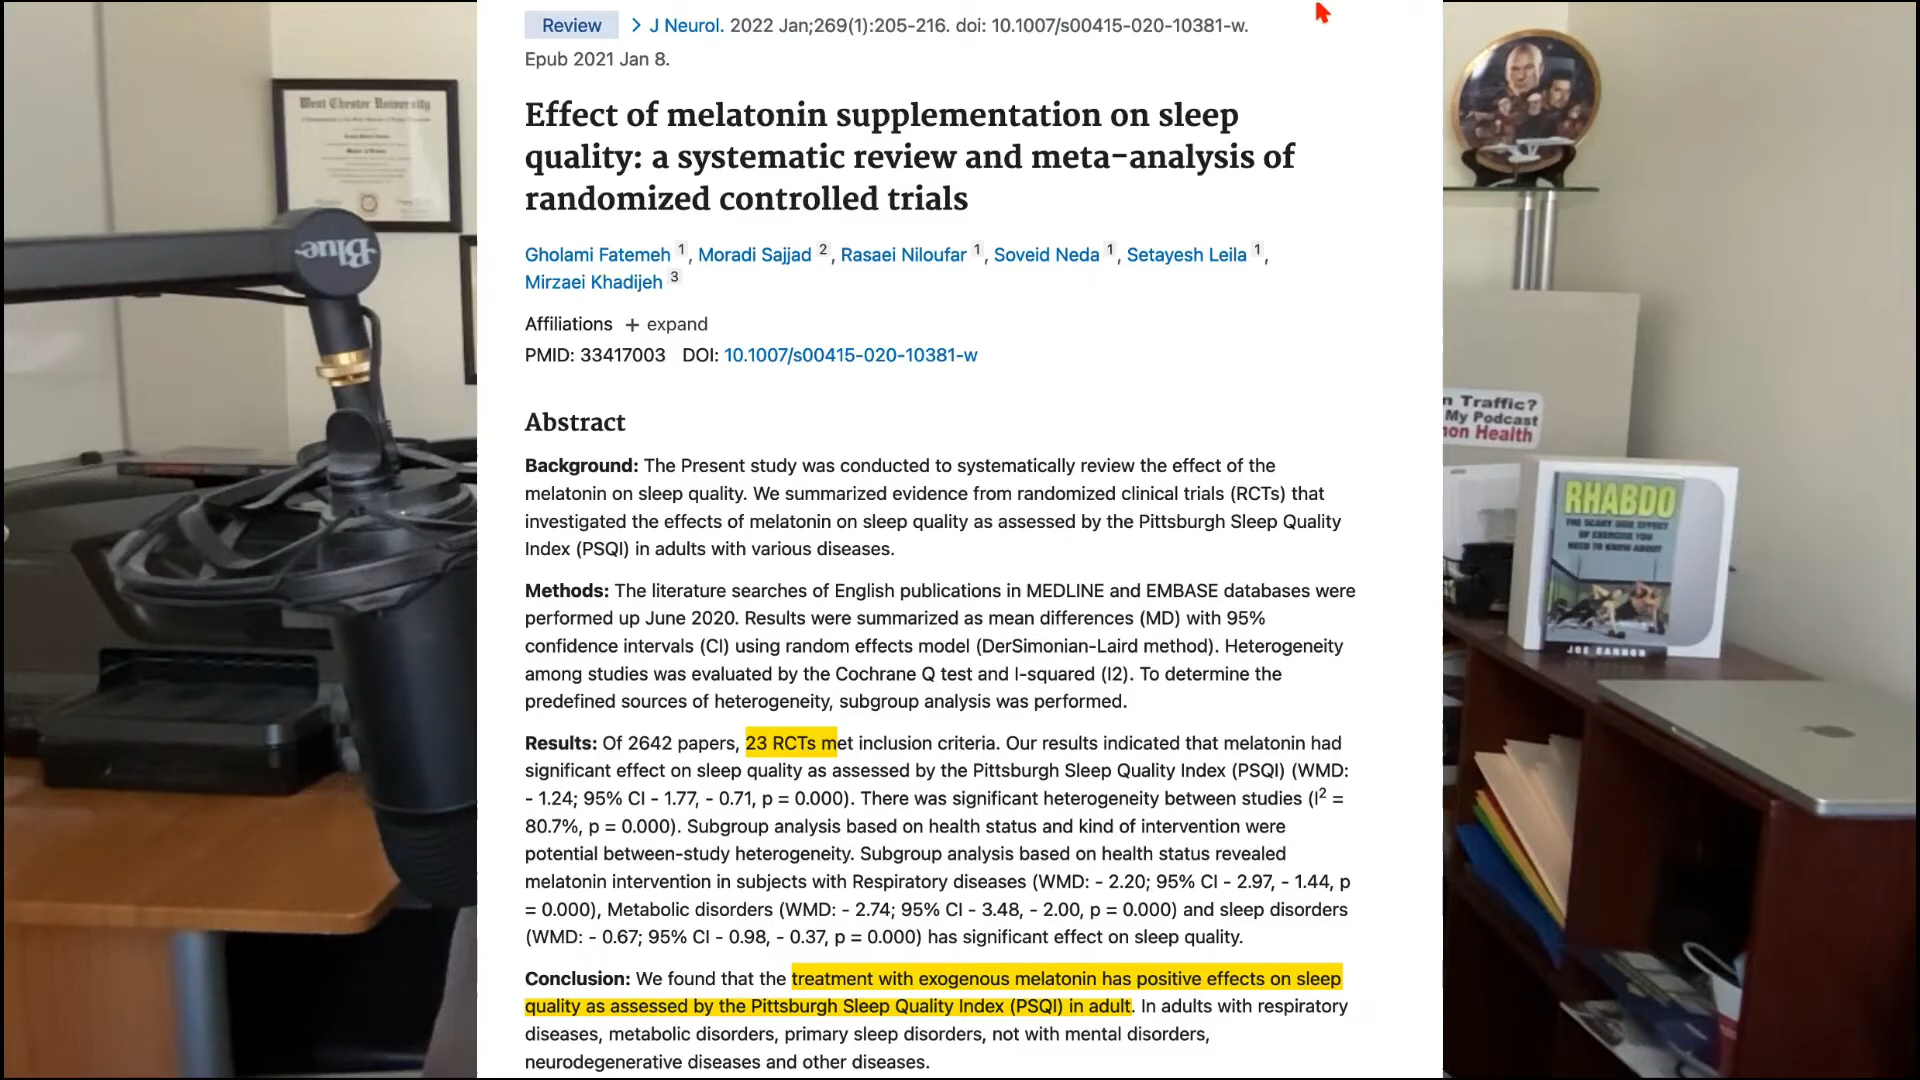 Review > J Neurol. 2022 Jan;269(1):205-216. doi: 10.1007/s00415-020-10381-w.
Epub 2021 Jan 8.
Effect of melatonin supplementation on sleep
quality: a systematic review and meta-analysis of
randomized controlled trials
Gholami Fatemeh 1, Moradi Sajjad 2, Rasaei Niloufar 1, Soveid Neda 1, Setayesh Leila 1,
Mirzaei Khadijeh 3
Affiliations + expand
PMID: 33417003 DOI: 10.1007/s00415-020-10381-w
Abstract
Background: The Present study was conducted to systematically review the effect of the
melatonin on sleep quality. We summarized evidence from randomized clinical trials (RCTs) that
investigated the effects of melatonin on sleep quality as assessed by the Pittsburgh Sleep Quality
Index (PSQI) in adults with various diseases.
Methods: The literature searches of English publications in MEDLINE and EMBASE databases were
performed up June 2020. Results were summarized as mean differences (MD) with 95%
confidence intervals (CI) using random effects model (DerSimonian-Laird method). Heterogeneity
among studies was evaluated by the Cochrane Q test and I-squared (I2). To determine the
predefined sources of heterogeneity, subgroup analysis was performed.
Results: Of 2642 papers, 23 RCTs met inclusion criteria. Our results indicated that melatonin had
significant effect on sleep quality as assessed by the Pittsburgh Sleep Quality Index (PSQI) (WMD:
- 1.24; 95% CI - 1.77, - 0.71, p = 0.000). There was significant heterogeneity between studies (I2 =
80.7%, p = 0.000). Subgroup analysis based on health status and kind of intervention were
potential between-study heterogeneity. Subgroup analysis based on health status revealed
melatonin intervention in subjects with Respiratory diseases (WMD: - 2.20; 95% CI - 2.97, - 1.44, p
= 0.000), Metabolic disorders (WMD: - 2.74; 95% CI - 3.48, - 2.00, p = 0.000) and sleep disorders
(WMD: - 0.67; 95% CI - 0.98, - 0.37, p = 0.000) has significant effect on sleep quality.
Conclusion: We found that the treatment with exogenous melatonin has positive effects on sleep
quality as assessed by the Pittsburgh Sleep Quality Index (PSQI) in adult. In adults with respiratory
diseases, metabolic disorders, primary sleep disorders, not with mental disorders,
neurodegenerative diseases and other diseases.
West Chester University
Blue
n Traffic?
My Podcast
non Health
RHABDO
THE SCARY SIDE EFFECT
OF EXERCISE YOU
NEED TO KNOW ABOUT
JOE CANNON